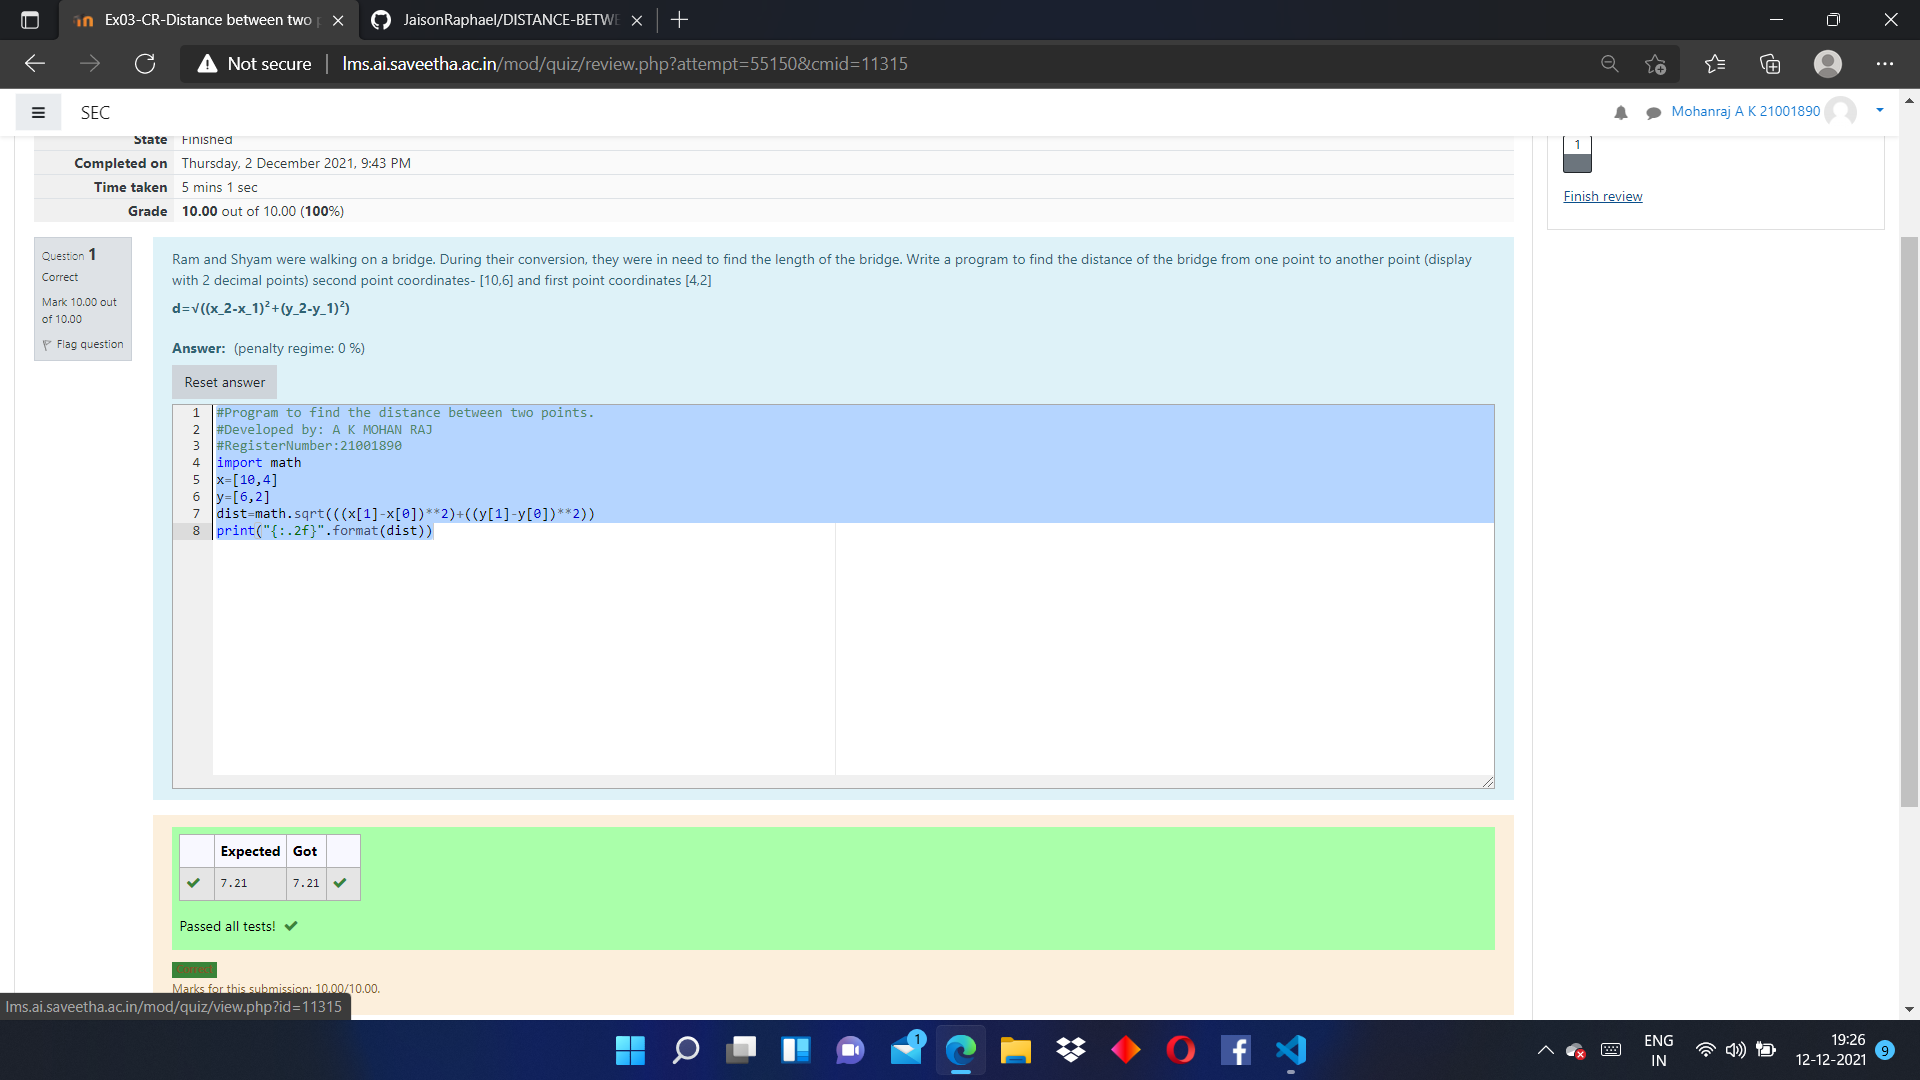 Ex03-CR-Distance between two
JaisonRaphael/DISTANCE-BETWE
Not secure
lms.ai.saveetha.ac.in/mod/quiz/review.php?attempt=55150&cmid=11315
SEC
Mohanraj A K 21001890
State Finished
Completed on Thursday, 2 December 2021, 9:43 PM
Time taken 5 mins 1 sec
Grade 10.00 out of 10.00 (100%)
1
Finish review
Question 1
Correct
Mark 10.00 out
of 10.00
Flag question
Ram and Shyam were walking on a bridge. During their conversion, they were in need to find the length of the bridge. Write a program to find the distance of the bridge from one point to another point (display
with 2 decimal points) second point coordinates- [10,6] and first point coordinates [4,2]
d=√((x_2-x_1)²+(y_2-y_1)²)
Answer: (penalty regime: 0 %)
Reset answer
1 #Program to find the distance between two points.
2 #Developed by: A K MOHAN RAJ
3 #RegisterNumber:21001890
4 import math
5 x=[10,4]
6 y=[6,2]
7 dist=math.sqrt(((x[1]-x[0])**2)+((y[1]-y[0])**2))
8 print("{:.2f}".format(dist))
Expected Got
7.21 7.21
Passed all tests!
Correct
Marks for this submission: 10.00/10.00.
lms.ai.saveetha.ac.in/mod/quiz/view.php?id=11315
1
ENG
IN
19:26
12-12-2021
9